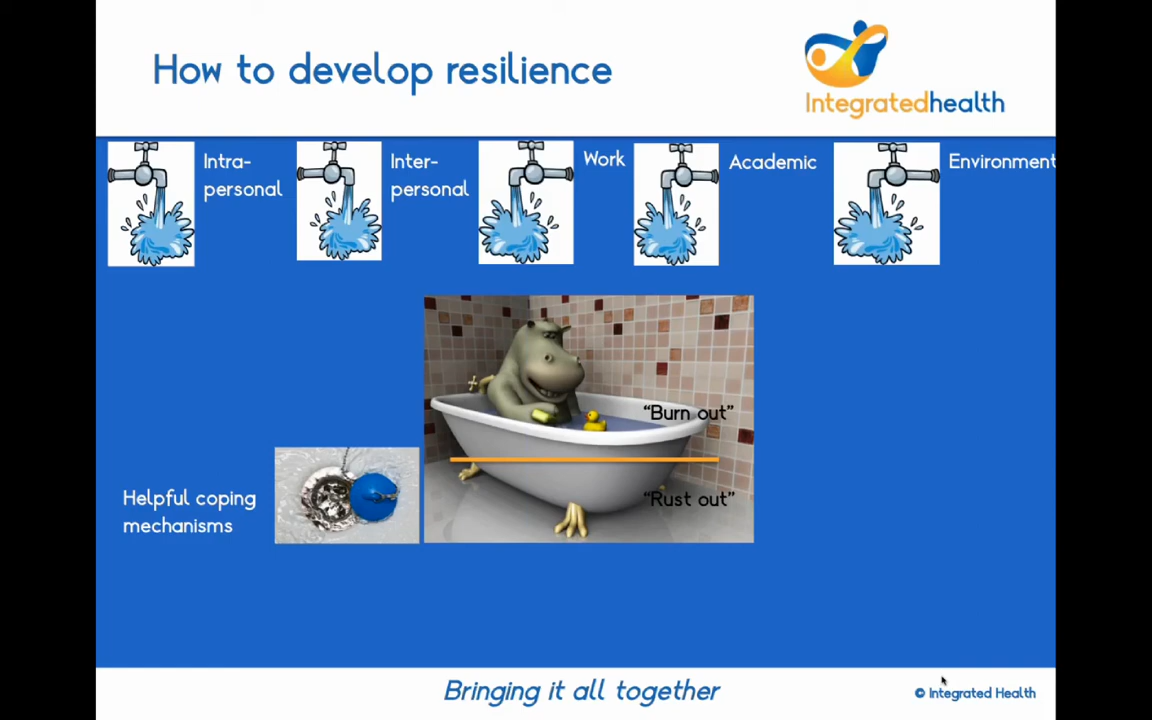 How to develop resilience
Integratedhealth
Intra-
personal
Inter-
personal
Work
Academic
Environment
"Burn out"
"Rust out"
Helpful coping
mechanisms
Bringing it all together
© Integrated Health